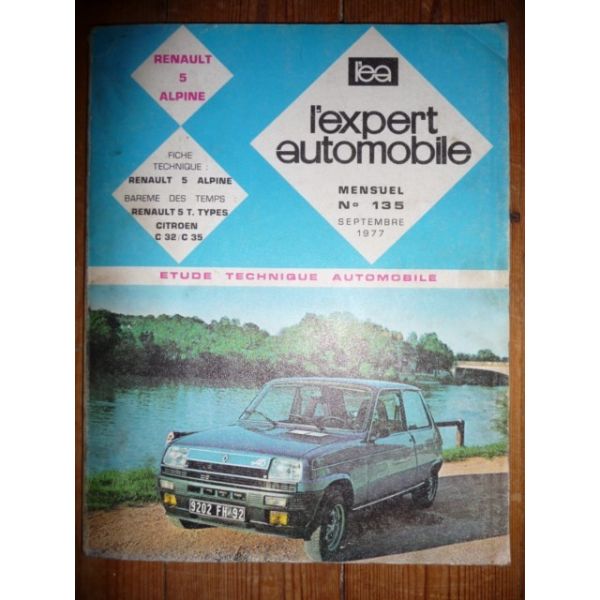 RENAULT
5
ALPINE
FICHE
TECHNIQUE :
RENAULT 5 ALPINE
BAREME DES TEMPS :
RENAULT 5 T. TYPES
CITROEN
C 32 / C 35
l'ea
l'expert
automobile
MENSUEL
No 135
SEPTEMBRE
1977
ETUDE TECHNIQUE AUTOMOBILE
9202 FH 92